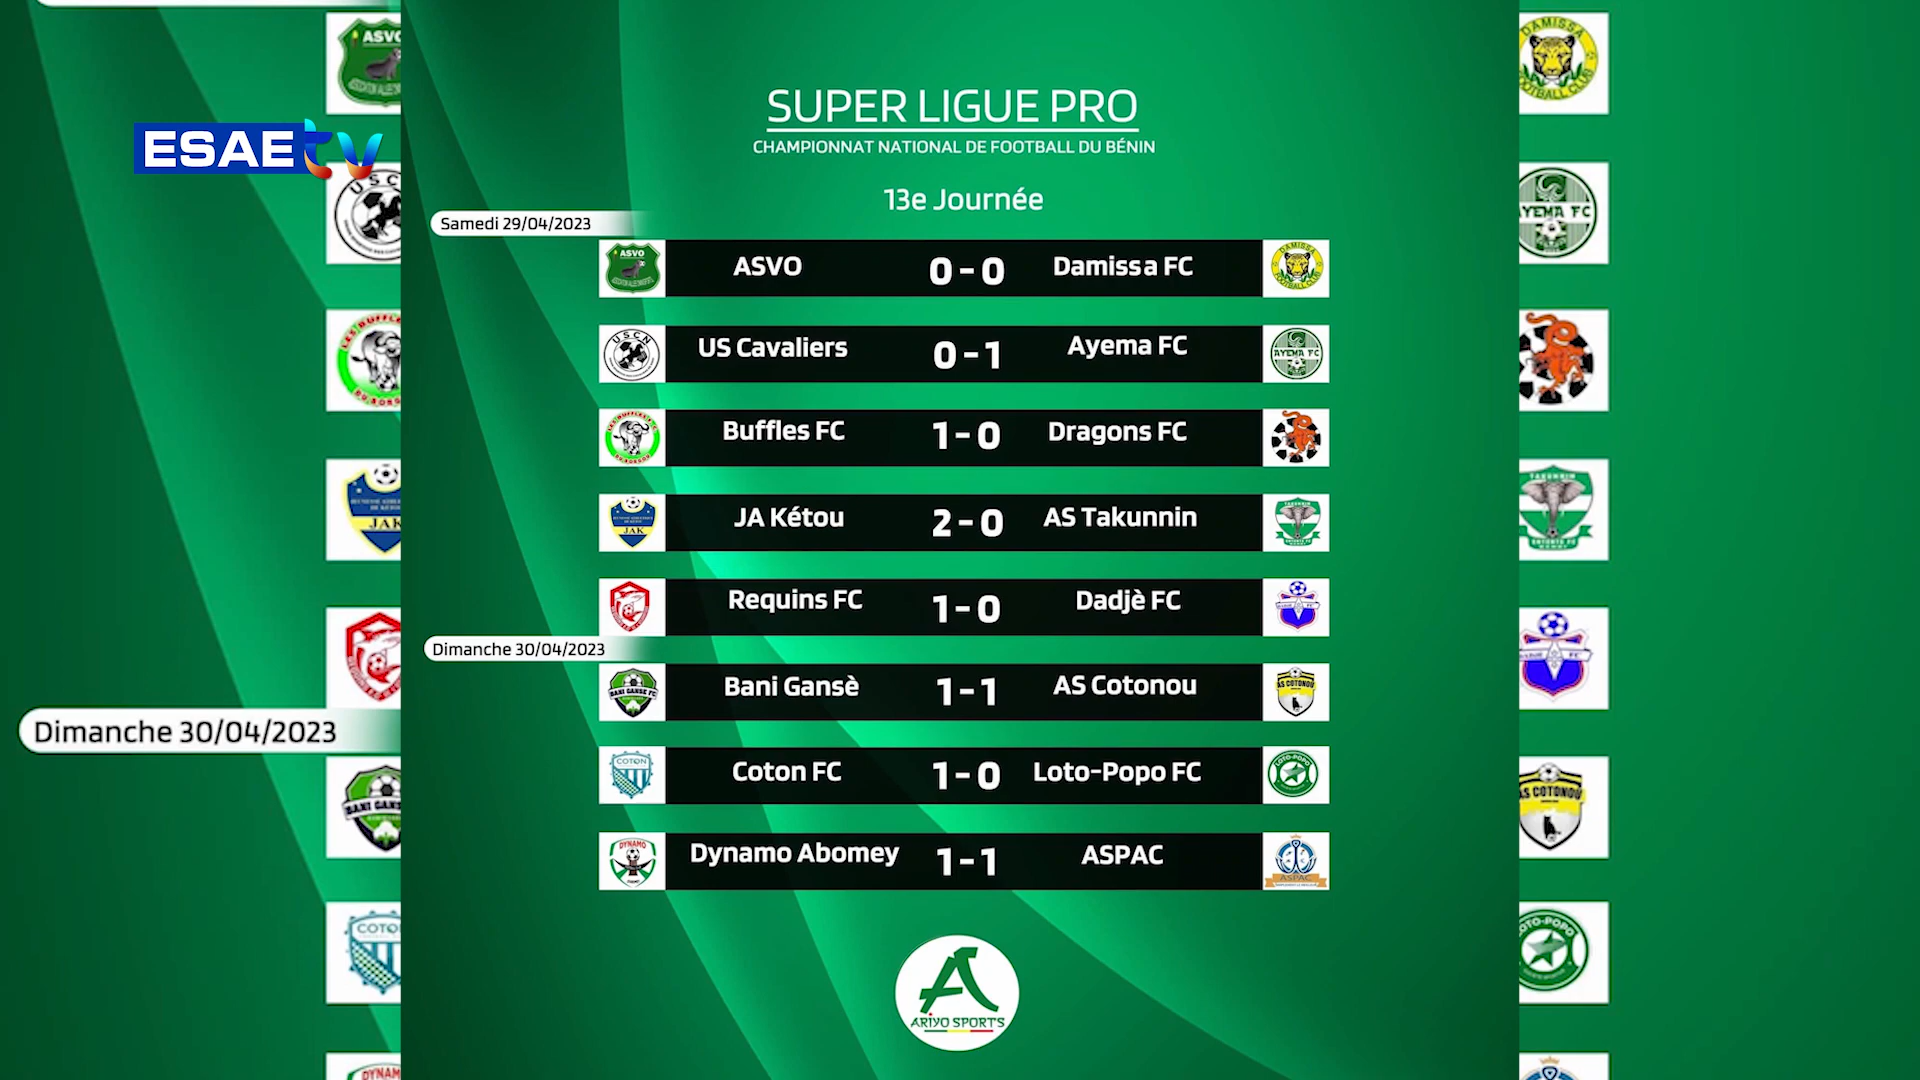 ESAE tv
SUPER LIGUE PRO
CHAMPIONNAT NATIONAL DE FOOTBALL DU BÉNIN
13e Journée
Samedi 29/04/2023
ASVO 0-0 Damissa FC
US Cavaliers 0-1 Ayema FC
Buffles FC 1-0 Dragons FC
JA Kétou 2-0 AS Takunnin
Requins FC 1-0 Dadjè FC
Dimanche 30/04/2023
Bani Gansè 1-1 AS Cotonou
Coton FC 1-0 Loto-Popo FC
Dynamo Abomey 1-1 ASPAC
ARIYO SPORTS
Dimanche 30/04/2023